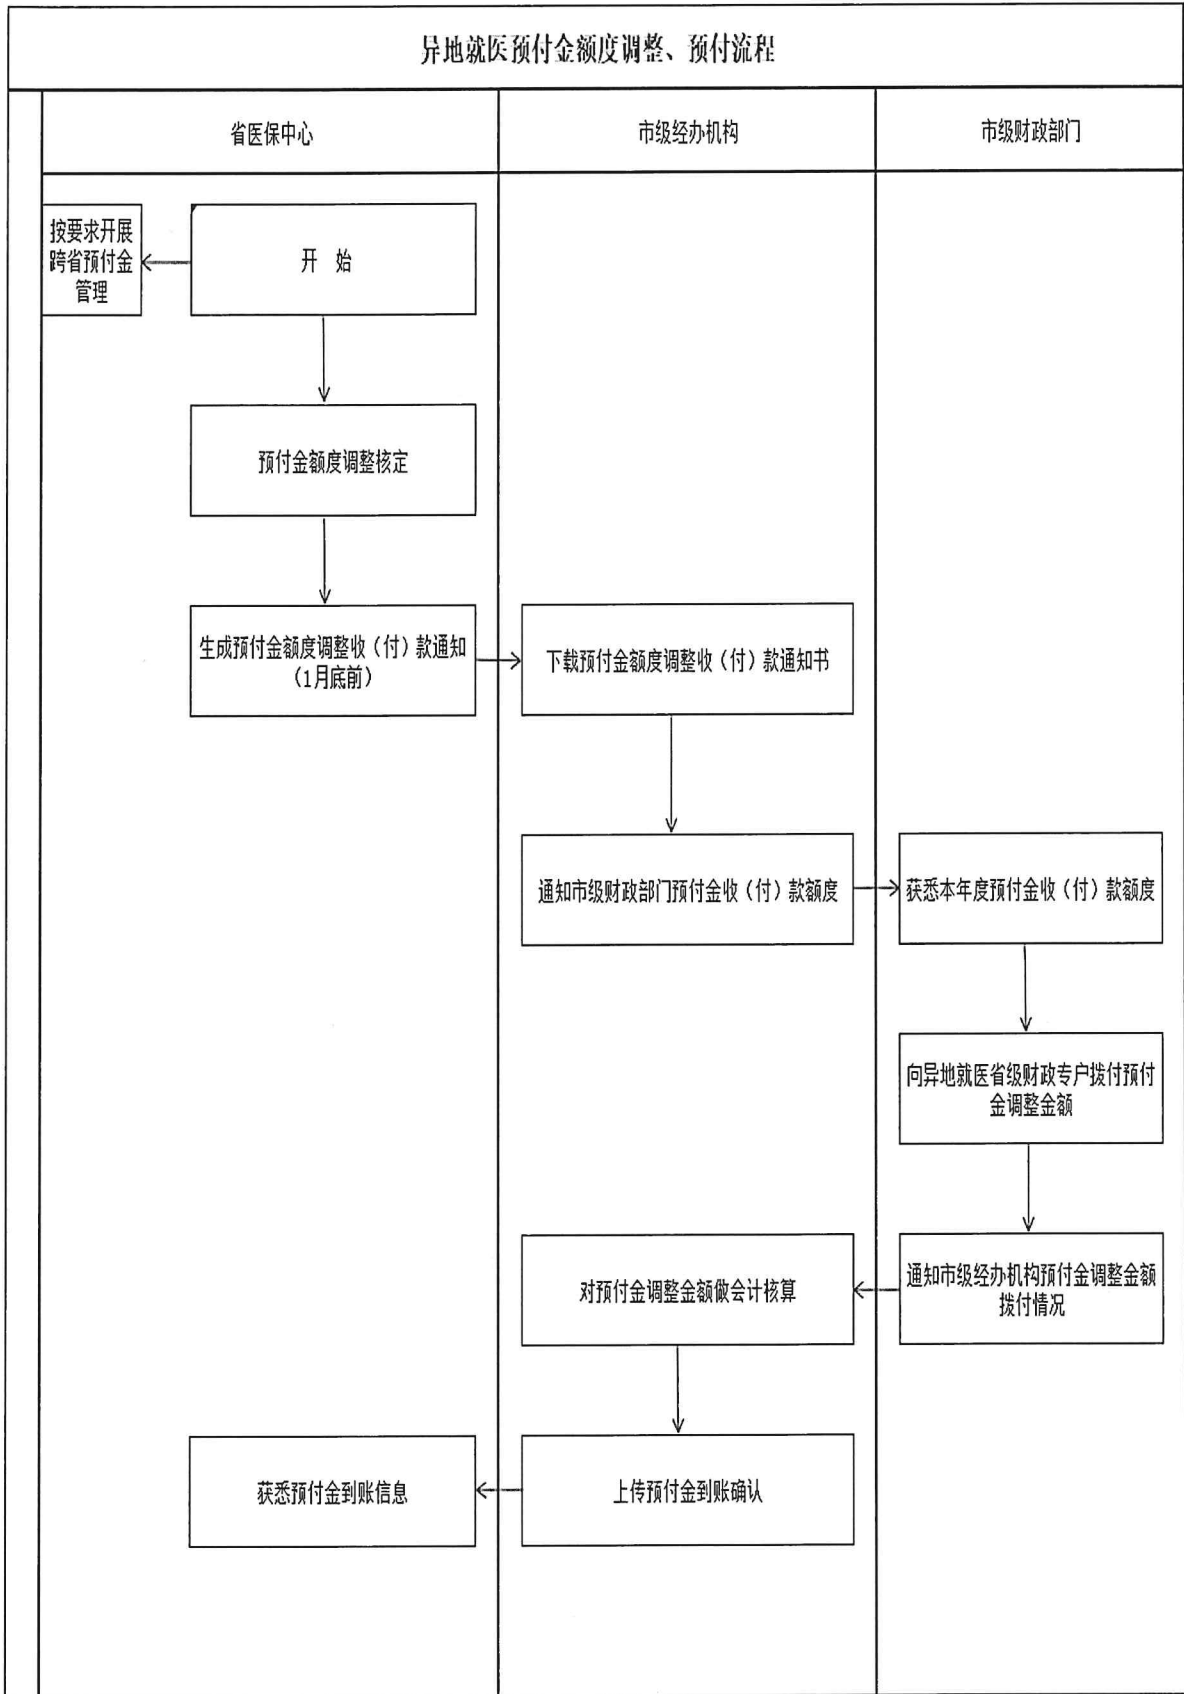 异地就医预付金额度调整、预付流程
省医保中心
市级经办机构
市级财政部门
按要求开展
跨省预付金
管理
开 始
预付金额度调整核定
生成预付金额度调整收（付）款通知
（1月底前）
下载预付金额度调整收（付）款通知书
通知市级财政部门预付金收（付）款额度
获悉本年度预付金收（付）款额度
向异地就医省级财政专户拨付预付
金调整金额
通知市级经办机构预付金调整金额
拨付情况
对预付金调整金额做会计核算
上传预付金到账确认
获悉预付金到账信息